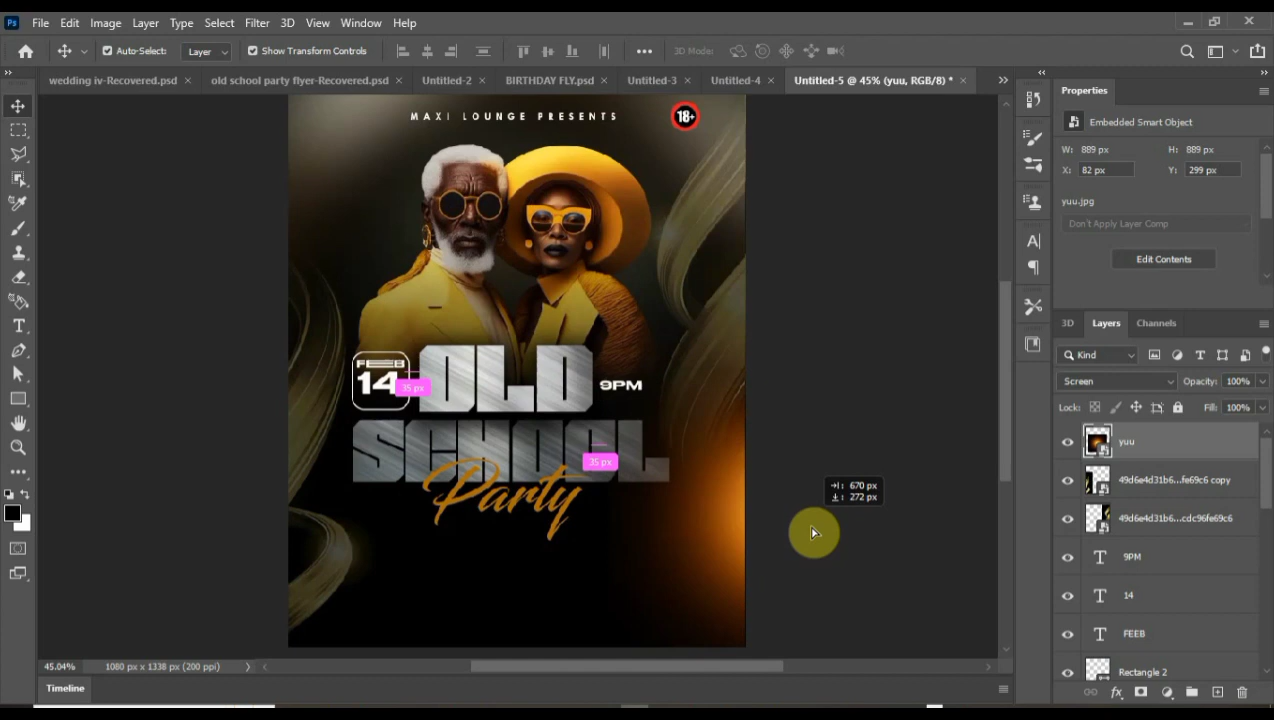 Ps File Edit Image Layer Type Select Filter 3D View Window Help
Auto-Select: Layer Show Transform Controls 3D Mode:
wedding iv-Recovered.psd × old school party flyer-Recovered.psd × Untitled-2 × BIRTHDAY FLY.psd × Untitled-3 × Untitled-4 × Untitled-5 @ 45% (yuu, RGB/8) * ×
Properties
Embedded Smart Object
W: 889 px H: 889 px
X: 82 px Y: 299 px
yuu.jpg
Don't Apply Layer Comp
Edit Contents
3D Layers Channels
Kind
Screen Opacity: 100%
Lock: Fill: 100%
yuu
49d6e4d31b6...fe69c6 copy
49d6e4d31b6...cdc96fe69c6
9PM
14
FEEB
Rectangle 2
MAXI LOUNGE PRESENTS
18+
FEEB
14
35 px
OLD
9PM
SCHOOL
35 px
Party
670 px
272 px
45.04% 1080 px x 1338 px (200 ppi)
Timeline